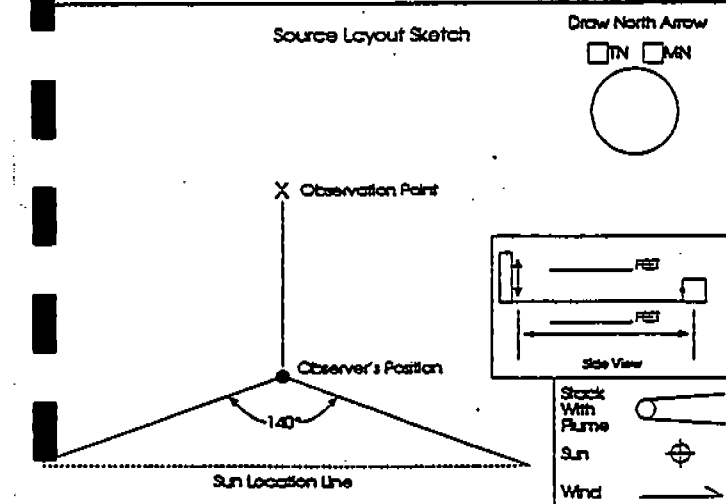 Source Layout Sketch
Draw North Arrow
TN MN
X Observation Point
FEET
FEET
Side View
Observer's Position
140°
Sun Location Line
Stack
With
Plume
Sun
Wind